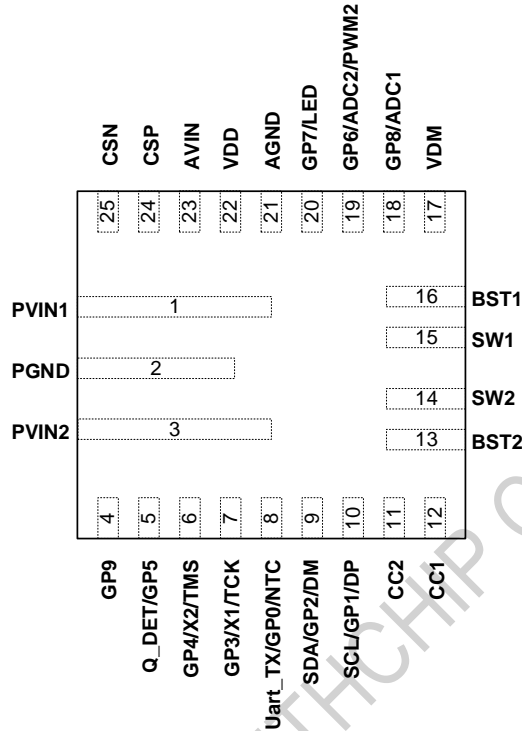 CSN
CSP
AVIN
VDD
AGND
GP7/LED
GP6/ADC2/PWM2
GP8/ADC1
VDM
25
24
23
22
21
20
19
18
17
PVIN1
1
16
BST1
15
SW1
PGND
2
14
SW2
PVIN2
3
13
BST2
4
5
6
7
8
9
10
11
12
GP9
Q_DET/GP5
GP4/X2/TMS
GP3/X1/TCK
Uart_TX/GP0/NTC
SDA/GP2/DM
SCL/GP1/DP
CC2
CC1
THCHIP